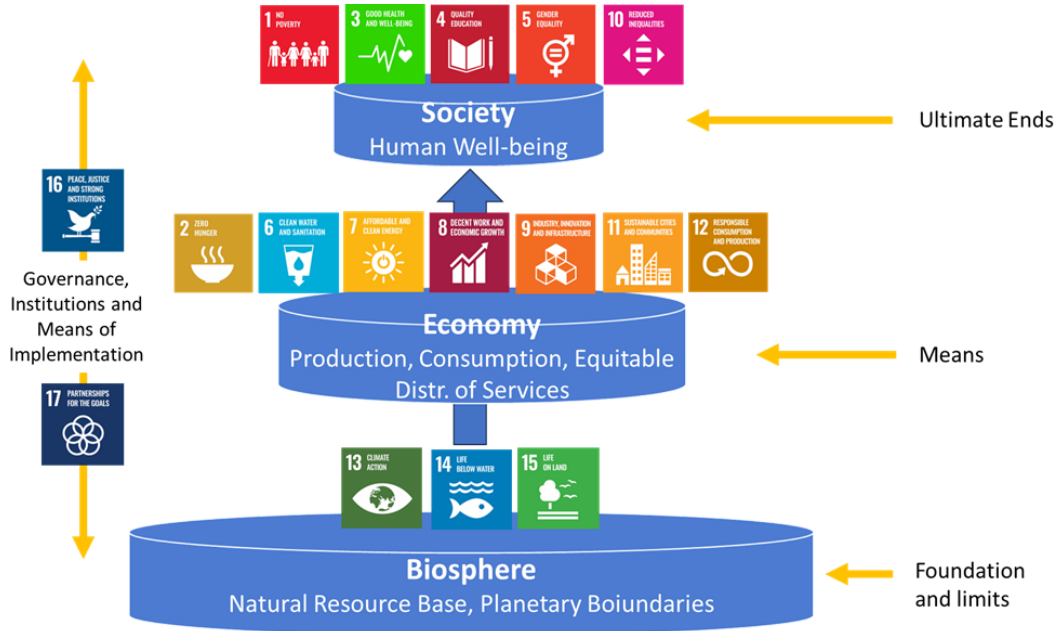 1 NO
POVERTY
3 GOOD HEALTH
AND WELL-BEING
4 QUALITY
EDUCATION
5 GENDER
EQUALITY
10 REDUCED
INEQUALITIES
Society
Human Well-being
Ultimate Ends
16 PEACE, JUSTICE
AND STRONG
INSTITUTIONS
2 ZERO
HUNGER
6 CLEAN WATER
AND SANITATION
7 AFFORDABLE AND
CLEAN ENERGY
8 DECENT WORK AND
ECONOMIC GROWTH
9 INDUSTRY, INNOVATION
AND INFRASTRUCTURE
11 SUSTAINABLE CITIES
AND COMMUNITIES
12 RESPONSIBLE
CONSUMPTION
AND PRODUCTION
Governance,
Institutions and
Means of
Implementation
Economy
Production, Consumption, Equitable
Distr. of Services
Means
17 PARTNERSHIPS
FOR THE GOALS
13 CLIMATE
ACTION
14 LIFE
BELOW WATER
15 LIFE
ON LAND
Biosphere
Natural Resource Base, Planetary Boiundaries
Foundation
and limits